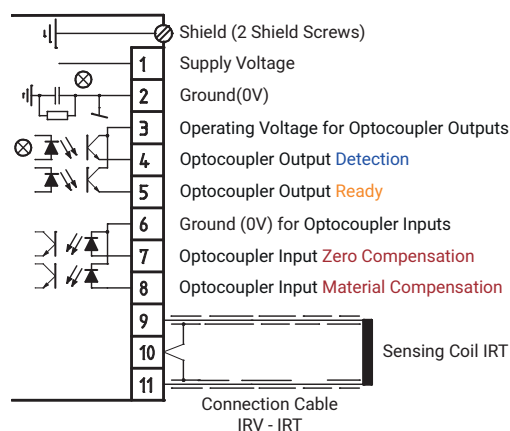 Shield (2 Shield Screws)
1 Supply Voltage
2 Ground(0V)
3 Operating Voltage for Optocoupler Outputs
4 Optocoupler Output Detection
5 Optocoupler Output Ready
6 Ground (0V) for Optocoupler Inputs
7 Optocoupler Input Zero Compensation
8 Optocoupler Input Material Compensation
9
10 Sensing Coil IRT
11
Connection Cable
IRV - IRT